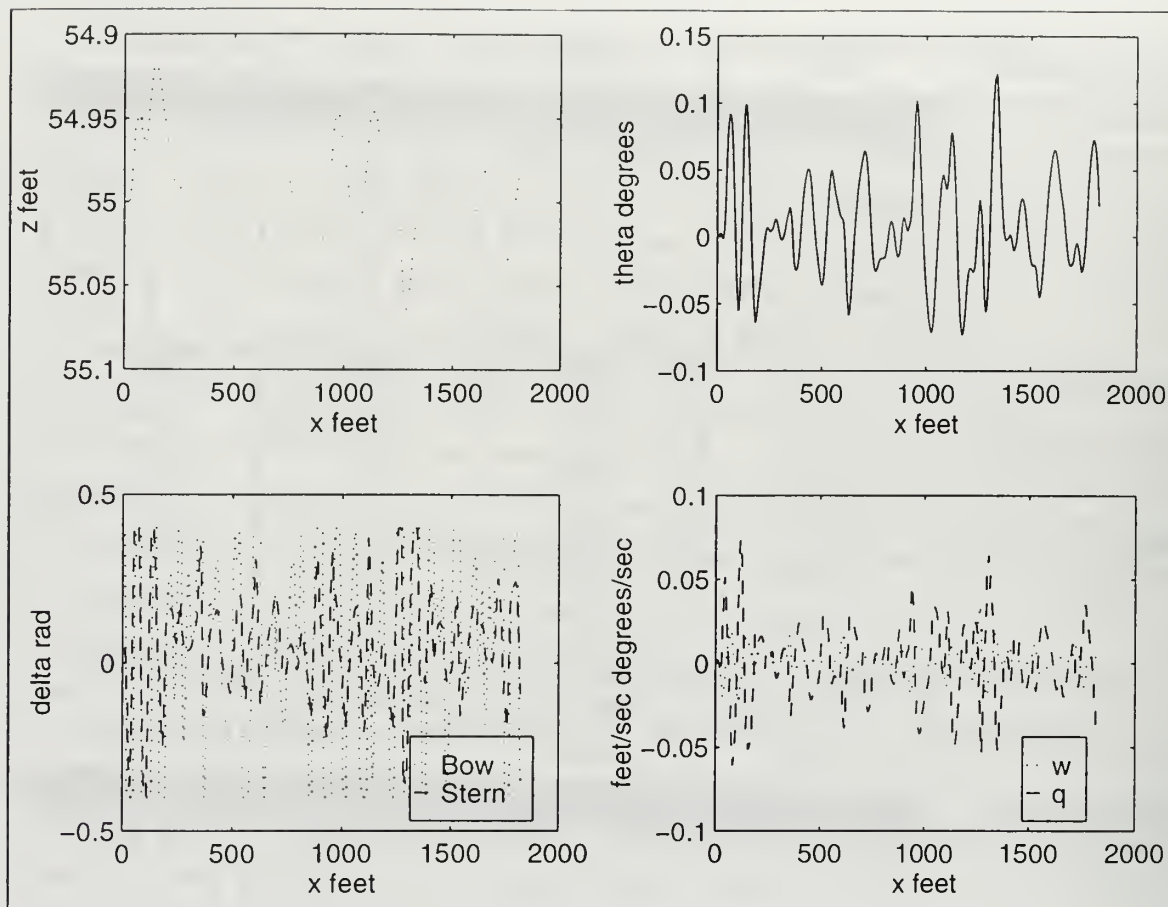 54.9
54.95
55
55.05
55.1
z feet
0 500 1000 1500 2000
x feet
0.15
0.1
0.05
0
−0.05
−0.1
theta degrees
0 500 1000 1500 2000
x feet
0.5
0
−0.5
delta rad
Bow
Stern
0 500 1000 1500 2000
x feet
0.1
0.05
0
−0.05
−0.1
feet/sec degrees/sec
w
q
0 500 1000 1500 2000
x feet